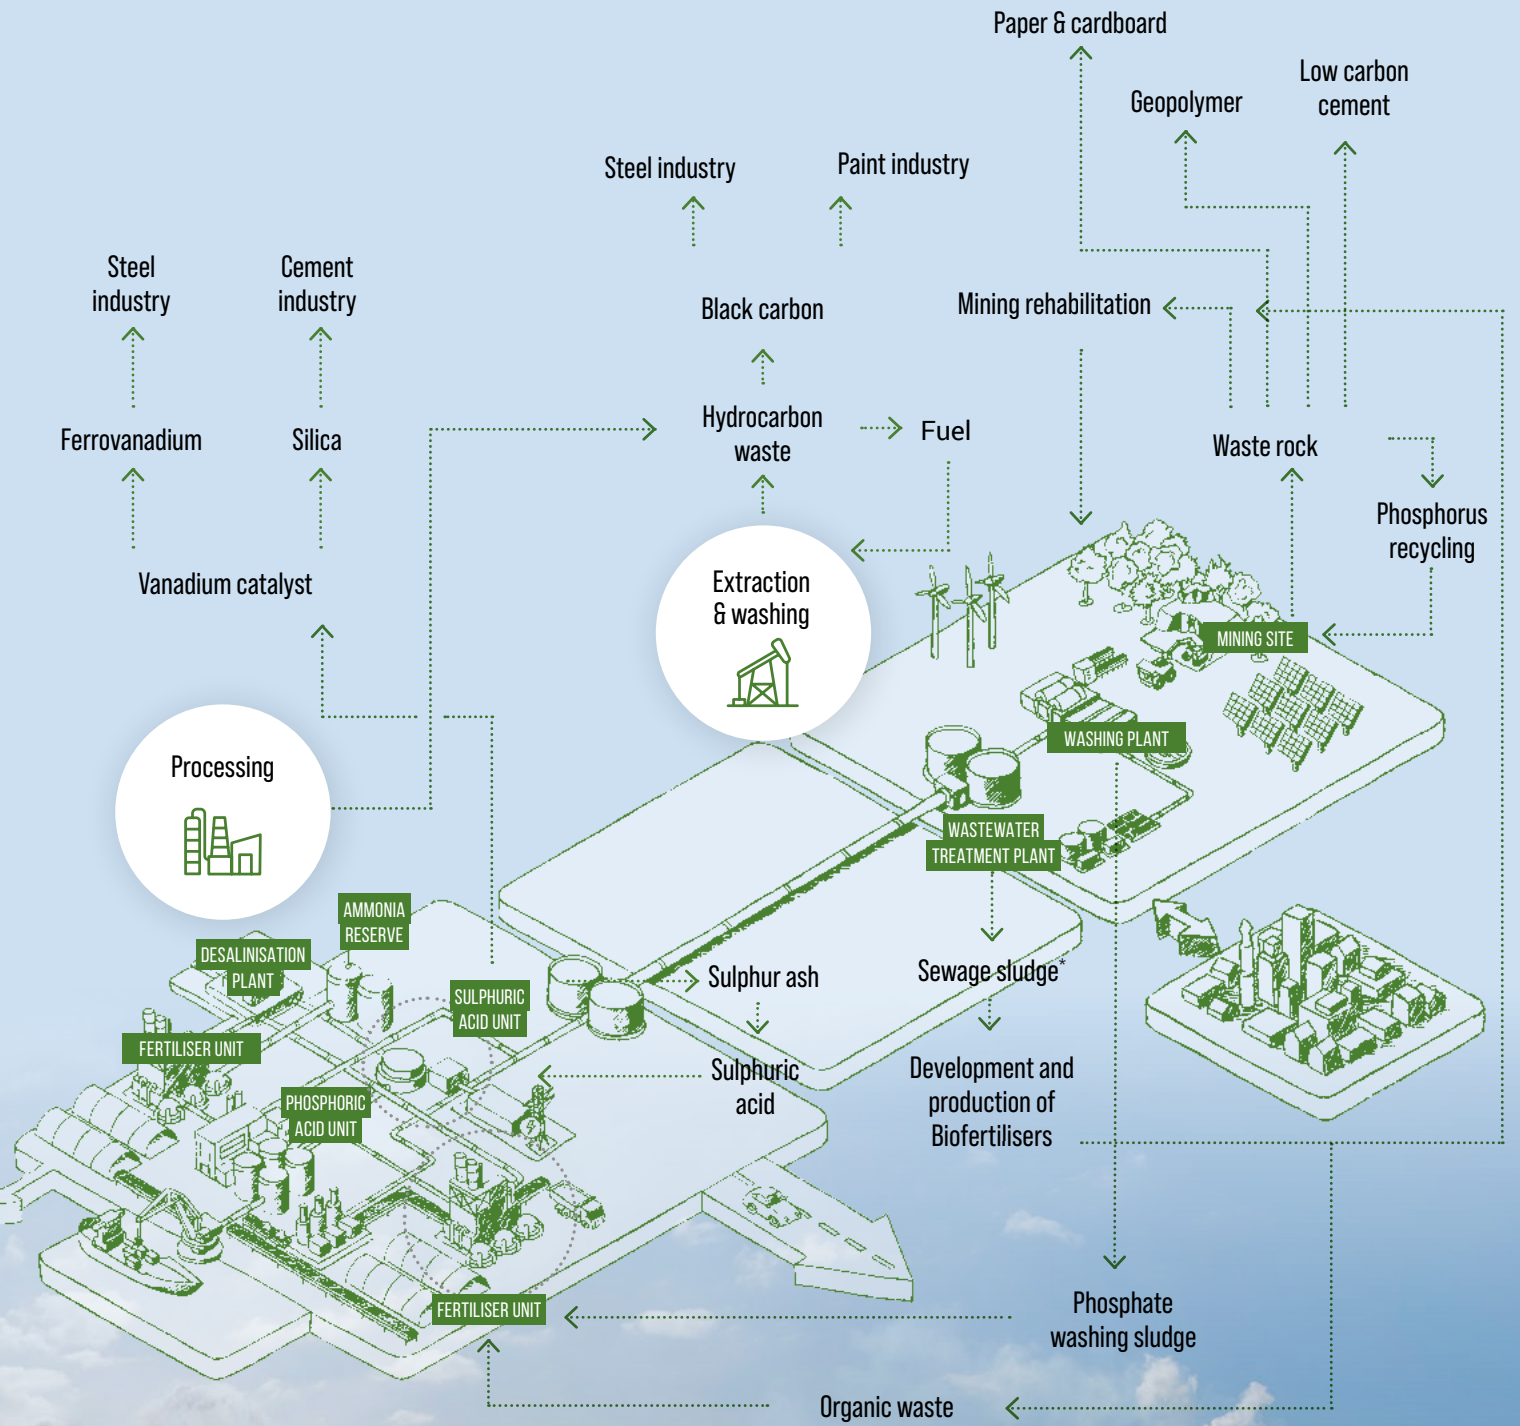 Paper & cardboard
Low carbon
cement
Geopolymer
Steel industry
Paint industry
Steel
industry
Cement
industry
Black carbon
Mining rehabilitation
Ferrovanadium
Silica
Hydrocarbon
waste
Fuel
Waste rock
Phosphorus
recycling
Vanadium catalyst
Extraction
& washing
MINING SITE
WASHING PLANT
Processing
WASTEWATER
TREATMENT PLANT
AMMONIA
RESERVE
DESALINISATION
PLANT
SULPHURIC
ACID UNIT
Sulphur ash
Sewage sludge*
FERTILISER UNIT
Sulphuric
acid
Development and
production of
Biofertilisers
PHOSPHORIC
ACID UNIT
FERTILISER UNIT
Phosphate
washing sludge
Organic waste